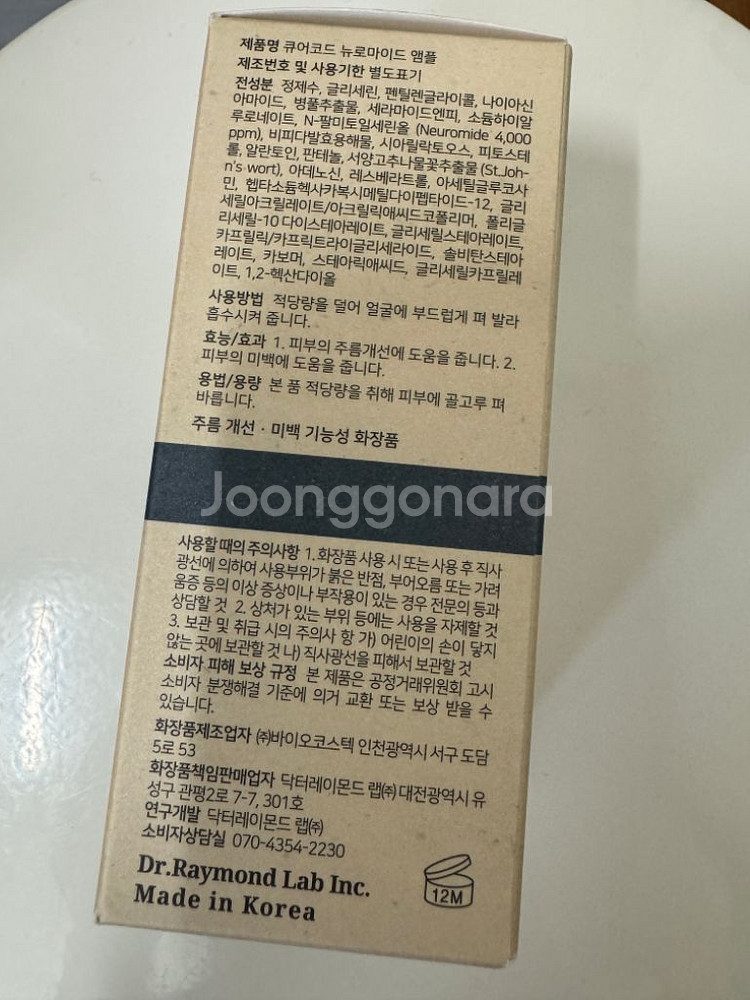 제품명 큐어코드 뉴로마이드 앰플
제조번호 및 사용기한 별도표기
전성분 정제수, 글리세린, 펜틸렌글라이콜, 나이아신
아마이드, 병풀추출물, 세라마이드엔피, 소듐하이알
루로네이트, N-팔미토일세린올 (Neuromide 4,000
ppm), 비피다발효용해물, 시아릴락토오스, 피토스테
롤, 알란토인, 판테놀, 서양고추나물꽃추출물 (St.Joh-
n's wort), 아데노신, 레스베라트롤, 아세틸글루코사
민, 헵타소듐헥사카복시메틸다이펩타이드-12, 글리
세릴아크릴레이트/아크릴릭애씨드코폴리머, 폴리글
리세릴-10 다이스테아레이트, 글리세릴스테아레이트,
카프릴릭/카프릭트라이글리세라이드, 솔비탄스테아
레이트, 카보머, 스테아릭애씨드, 글리세릴카프릴레
이트, 1,2-헥산다이올
사용방법 적당량을 덜어 얼굴에 부드럽게 펴 발라
흡수시켜 줍니다.
효능/효과 1. 피부의 주름개선에 도움을 줍니다. 2.
피부의 미백에 도움을 줍니다.
용법/용량 본 품 적당량을 취해 피부에 골고루 펴
바릅니다.
주름 개선 · 미백 기능성 화장품
Joonggonara
사용할 때의 주의사항 1. 화장품 사용 시 또는 사용 후 직사
광선에 의하여 사용부위가 붉은 반점, 부어오름 또는 가려
움증 등의 이상 증상이나 부작용이 있는 경우 전문의 등과
상담할 것 2. 상처가 있는 부위 등에는 사용을 자제할 것
3. 보관 및 취급 시의 주의사 항 가) 어린이의 손이 닿지
않는 곳에 보관할 것 나) 직사광선을 피해서 보관할 것
소비자 피해 보상 규정 본 제품은 공정거래위원회 고시
소비자 분쟁해결 기준에 의거 교환 또는 보상 받을 수
있습니다.
화장품제조업자 ㈜바이오코스텍 인천광역시 서구 도담
5로 53
화장품책임판매업자 닥터레이몬드 랩㈜ 대전광역시 유
성구 관평2로 7-7, 301호
연구개발 닥터레이몬드 랩㈜
소비자상담실 070-4354-2230
Dr.Raymond Lab Inc.
Made in Korea
12M